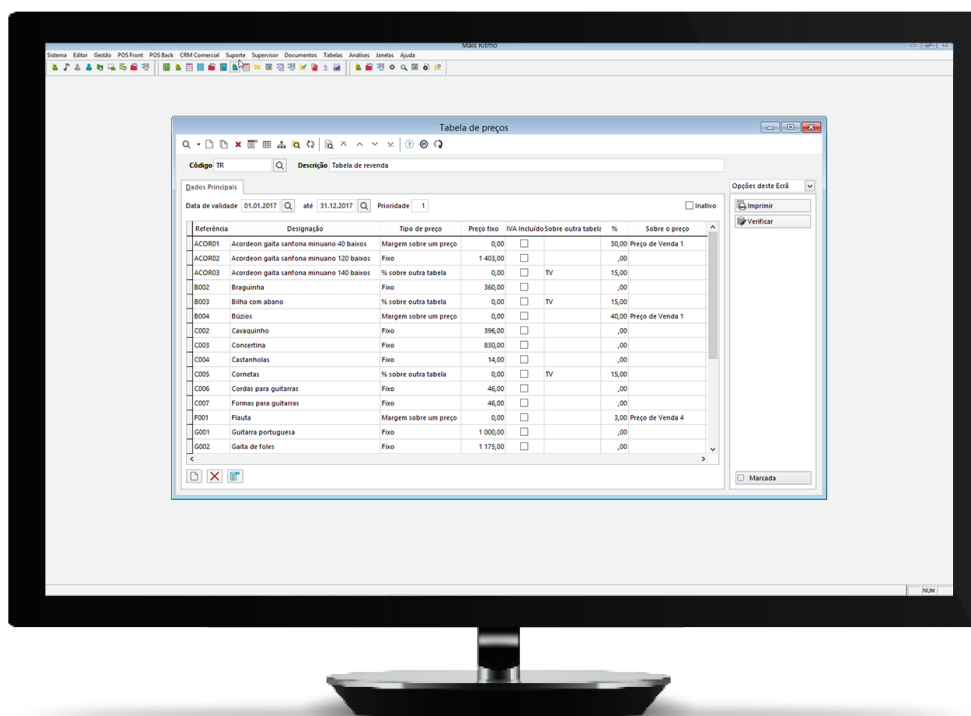 Mais Ritmo
Sistema Editar Gestão POS Front POS Back CRM Comercial Suporte Supervisor Documentos Tabelas Análises Janelas Ajuda
Tabela de preços
Código TR Descrição Tabela de revenda
Dados Principais
Opções deste Ecrã
Data de validade 01.01.2017 até 31.12.2017 Prioridade 1 Inativo
Imprimir
Verificar
Referência Designação Tipo de preço Preço fixo IVA Incluído Sobre outra tabela % Sobre o preço
ACOR01 Acordeon gaita sanfona minuano 40 baixos Margem sobre um preço 0,00 30,00 Preço de Venda 1
ACOR02 Acordeon gaita sanfona minuano 120 baixos Fixo 1 403,00 ,00
ACOR03 Acordeon gaita sanfona minuano 140 baixos % sobre outra tabela 0,00 TV 15,00
B002 Braguinha Fixo 360,00 ,00
B003 Bilha com abano % sobre outra tabela 0,00 TV 15,00
B004 Búzios Margem sobre um preço 0,00 40,00 Preço de Venda 1
C002 Cavaquinho Fixo 396,00 ,00
C003 Concertina Fixo 830,00 ,00
C004 Castanholas Fixo 14,00 ,00
C005 Cornetas % sobre outra tabela 0,00 TV 15,00
C006 Cordas para guitarras Fixo 46,00 ,00
C007 Formas para guitarras Fixo 46,00 ,00
F001 Flauta Margem sobre um preço 0,00 3,00 Preço de Venda 4
G001 Guitarra portuguesa Fixo 1 000,00 ,00
G002 Gaita de foles Fixo 1 175,00 ,00
Marcada
NUM